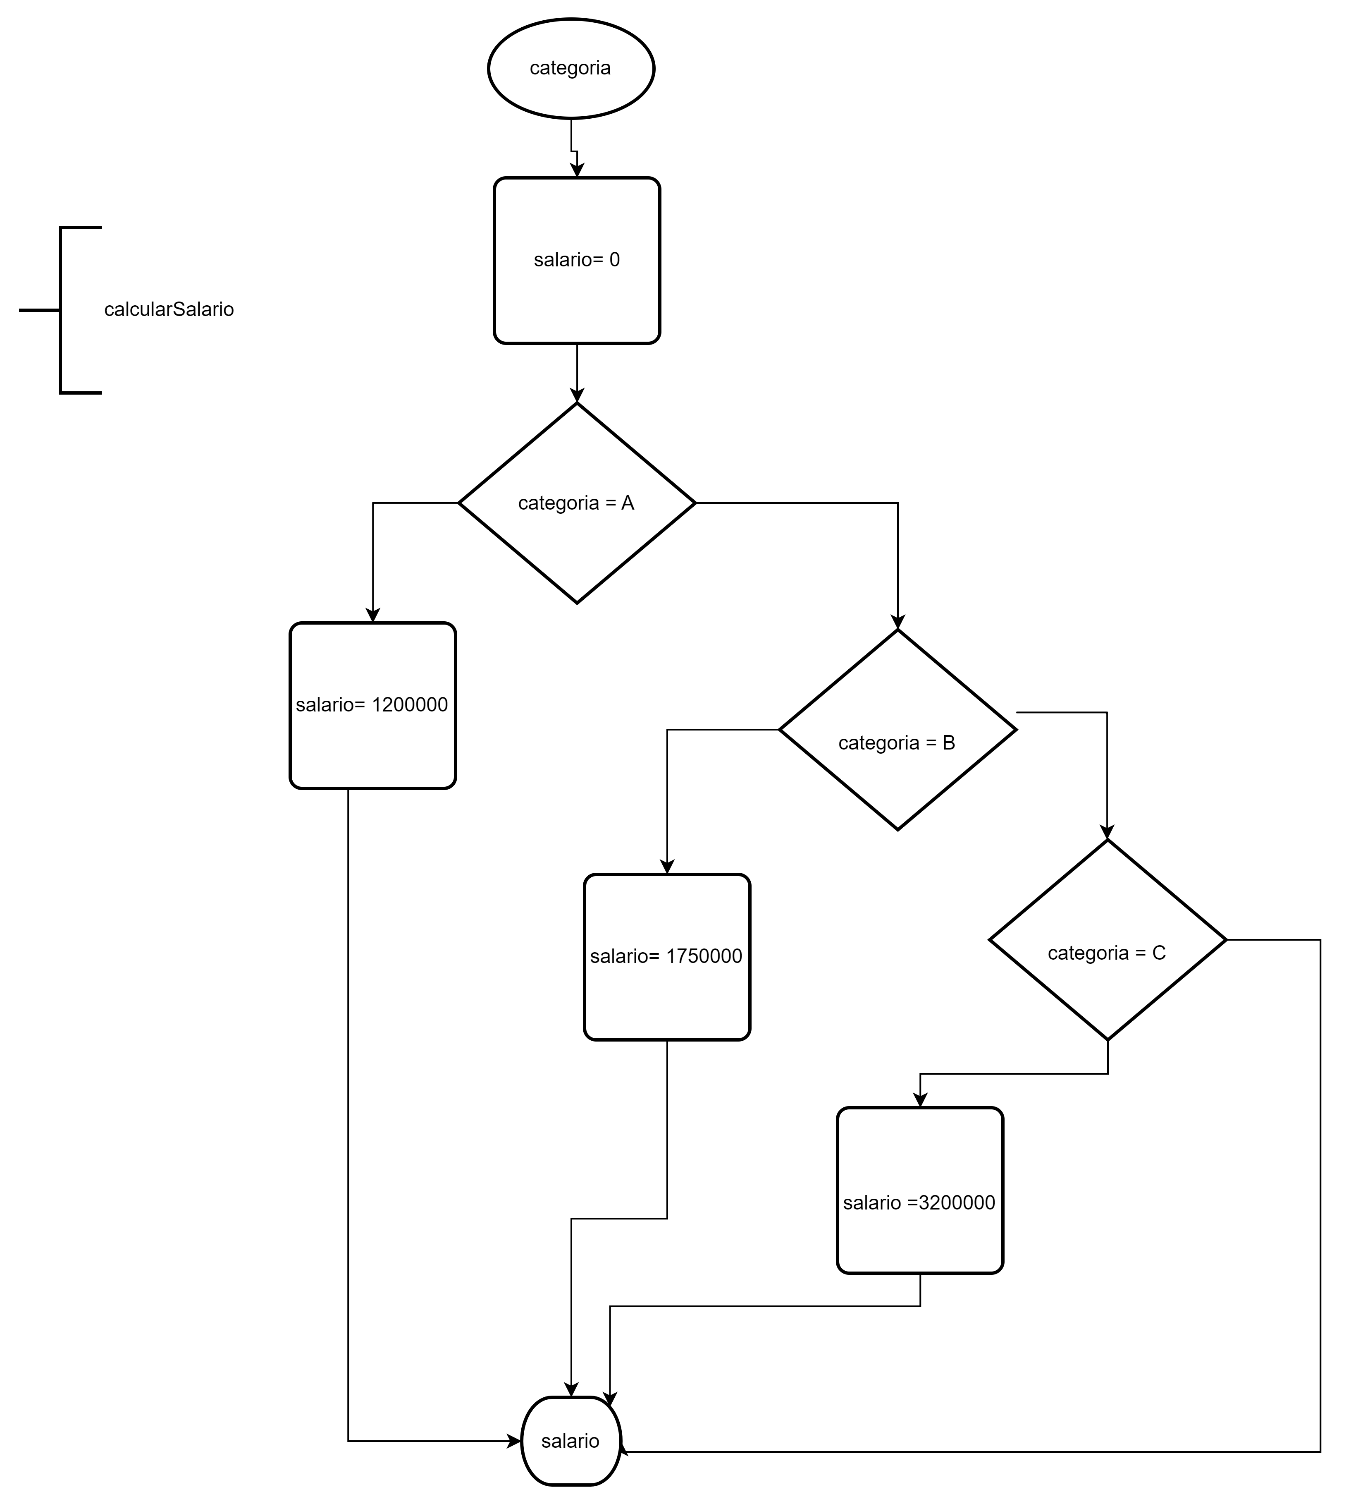 categoria
salario= 0
calcularSalario
categoria = A
salario= 1200000
categoria = B
salario= 1750000
categoria = C
salario =3200000
salario